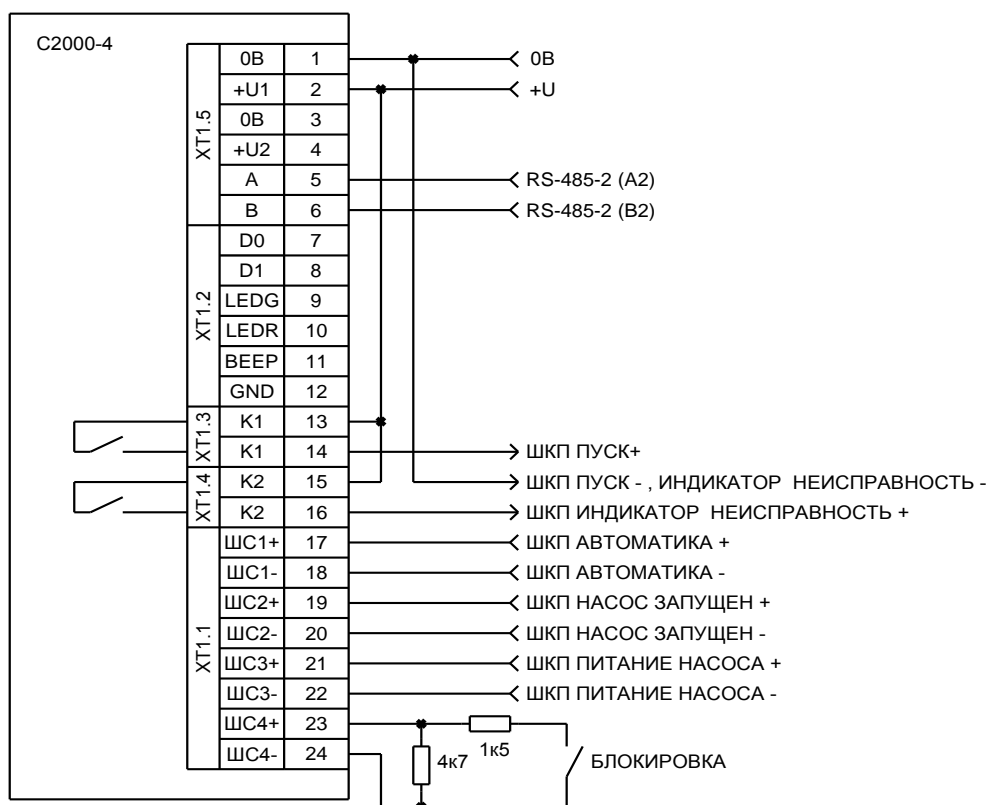 С2000-4
XT1.5
0В 1 0В
+U1 2 +U
0В 3
+U2 4
A 5 RS-485-2 (A2)
B 6 RS-485-2 (B2)
XT1.2
D0 7
D1 8
LEDG 9
LEDR 10
BEEP 11
GND 12
XT1.3
K1 13
K1 14 ШКП ПУСК+
XT1.4
K2 15 ШКП ПУСК - , ИНДИКАТОР НЕИСПРАВНОСТЬ -
K2 16 ШКП ИНДИКАТОР НЕИСПРАВНОСТЬ +
XT1.1
ШС1+ 17 ШКП АВТОМАТИКА +
ШС1- 18 ШКП АВТОМАТИКА -
ШС2+ 19 ШКП НАСОС ЗАПУЩЕН +
ШС2- 20 ШКП НАСОС ЗАПУЩЕН -
ШС3+ 21 ШКП ПИТАНИЕ НАСОСА +
ШС3- 22 ШКП ПИТАНИЕ НАСОСА -
ШС4+ 23
ШС4- 24
4к7
1к5
БЛОКИРОВКА